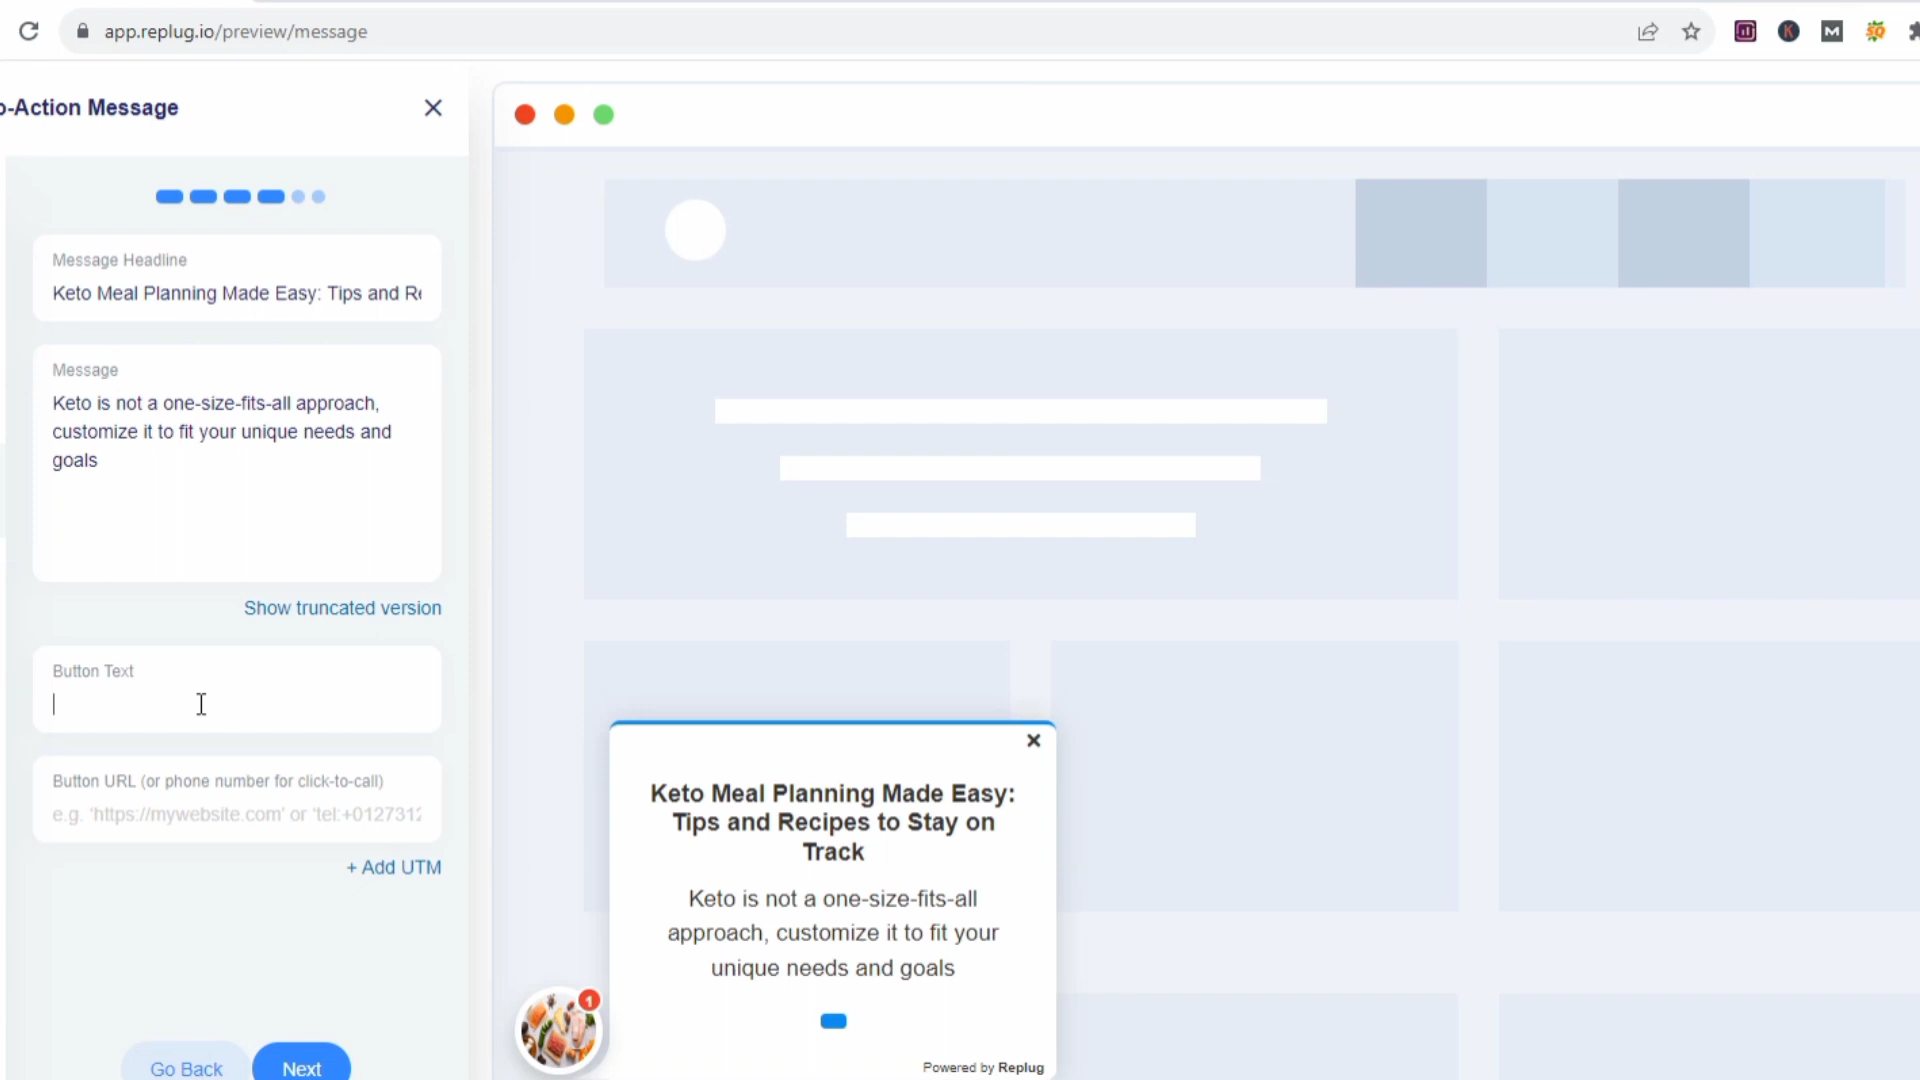 app.replug.io/preview/message
o-Action Message
Message Headline
Keto Meal Planning Made Easy: Tips and Re
Message
Keto is not a one-size-fits-all approach,
customize it to fit your unique needs and
goals
Show truncated version
Button Text
Button URL (or phone number for click-to-call)
e.g. 'https://mywebsite.com' or 'tel:+0127312
+ Add UTM
Go Back
Next
Keto Meal Planning Made Easy:
Tips and Recipes to Stay on
Track
Keto is not a one-size-fits-all
approach, customize it to fit your
unique needs and goals
1
Powered by Replug